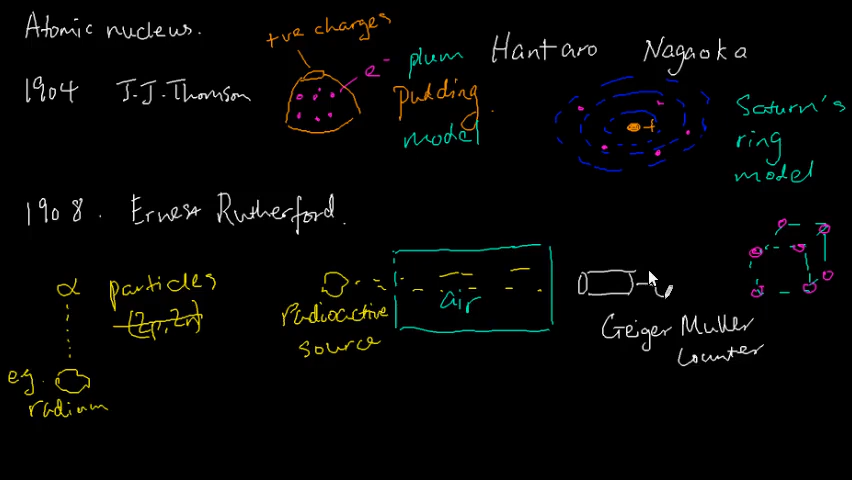 Atomic nucleus.
+ve charges
e⁻
1904 J.J. Thomson
plum
pudding
model
Hantaro Nagaoka
+
Saturn's
ring
model
1908. Ernest Rutherford.
α particles
(2p, 2n)
e.g.
radium
radioactive
source
air
Geiger Muller
Counter